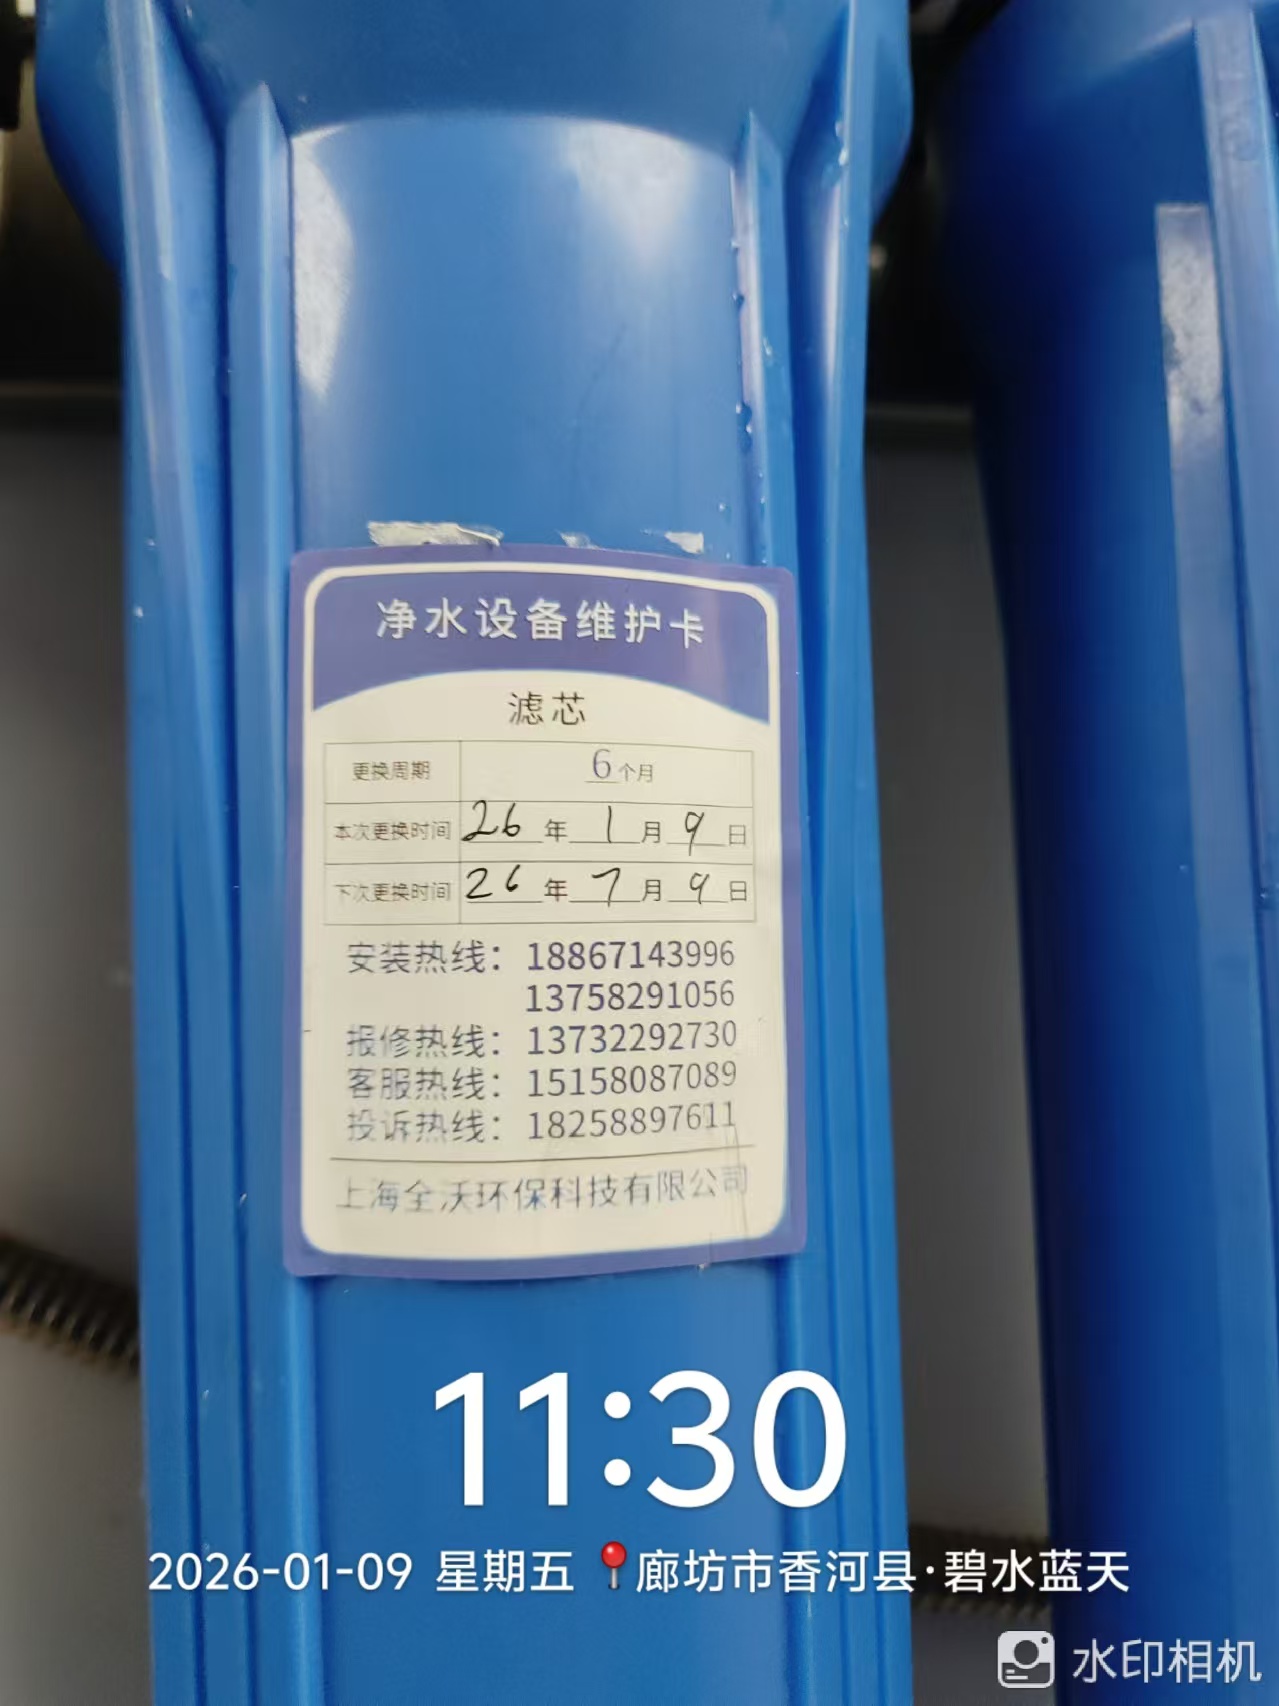 净水设备维护卡
滤芯
更换周期 6个月
本次更换时间 26年1月9日
下次更换时间 26年7月9日
安装热线：18867143996
13758291056
报修热线：13732292730
客服热线：15158087089
投诉热线：18258897611
上海全沃环保科技有限公司
11:30
2026-01-09 星期五 廊坊市香河县·碧水蓝天
水印相机